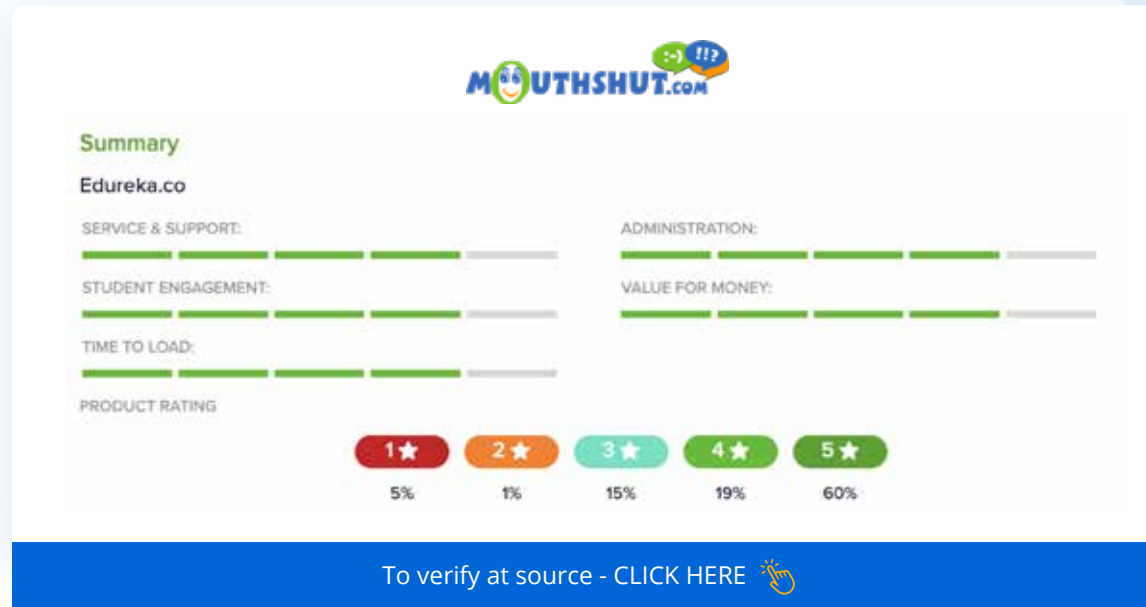 :-) !!?
MOUTHSHUT.COM
Summary
Edureka.co
SERVICE & SUPPORT:
ADMINISTRATION:
STUDENT ENGAGEMENT:
VALUE FOR MONEY:
TIME TO LOAD:
PRODUCT RATING
1★ 2★ 3★ 4★ 5★
5% 1% 15% 19% 60%
To verify at source - CLICK HERE